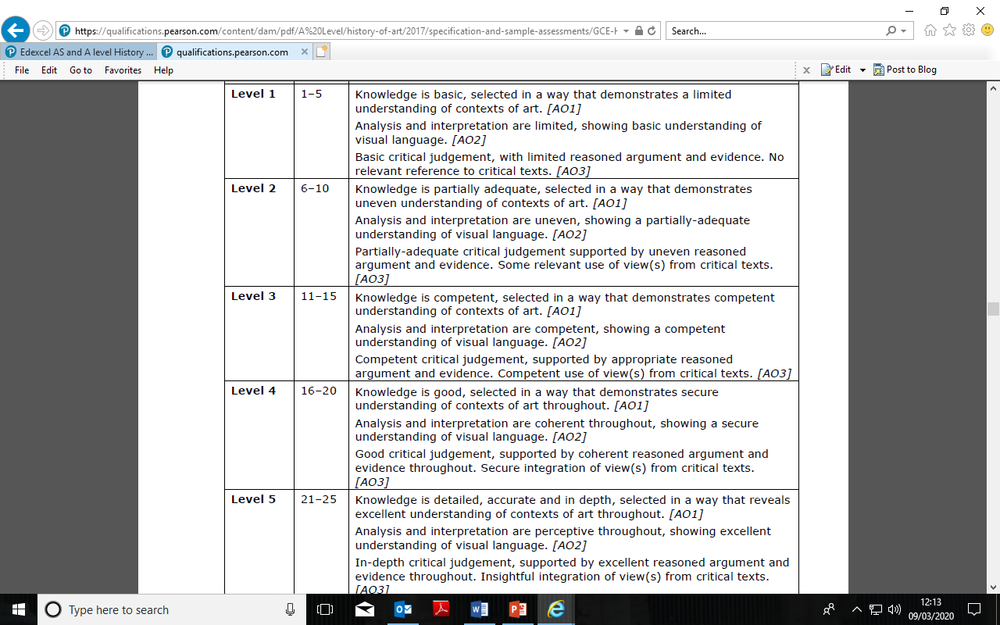 https://qualifications.pearson.com/content/dam/pdf/A%20Level/history-of-art/2017/specification-and-sample-assessments/GCE-H
Search...
Edexcel AS and A level History ...
qualifications.pearson.com
File Edit Go to Favorites Help
Edit
Post to Blog
Level 1 1–5 Knowledge is basic, selected in a way that demonstrates a limited
understanding of contexts of art. [AO1]
Analysis and interpretation are limited, showing basic understanding of
visual language. [AO2]
Basic critical judgement, with limited reasoned argument and evidence. No
relevant reference to critical texts. [AO3]
Level 2 6–10 Knowledge is partially adequate, selected in a way that demonstrates
uneven understanding of contexts of art. [AO1]
Analysis and interpretation are uneven, showing a partially-adequate
understanding of visual language. [AO2]
Partially-adequate critical judgement supported by uneven reasoned
argument and evidence. Some relevant use of view(s) from critical texts.
[AO3]
Level 3 11–15 Knowledge is competent, selected in a way that demonstrates competent
understanding of contexts of art. [AO1]
Analysis and interpretation are competent, showing a competent
understanding of visual language. [AO2]
Competent critical judgement, supported by appropriate reasoned
argument and evidence. Competent use of view(s) from critical texts. [AO3]
Level 4 16–20 Knowledge is good, selected in a way that demonstrates secure
understanding of contexts of art throughout. [AO1]
Analysis and interpretation are coherent throughout, showing a secure
understanding of visual language. [AO2]
Good critical judgement, supported by coherent reasoned argument and
evidence throughout. Secure integration of view(s) from critical texts.
[AO3]
Level 5 21–25 Knowledge is detailed, accurate and in depth, selected in a way that reveals
excellent understanding of contexts of art throughout. [AO1]
Analysis and interpretation are perceptive throughout, showing excellent
understanding of visual language. [AO2]
In-depth critical judgement, supported by excellent reasoned argument and
evidence throughout. Insightful integration of view(s) from critical texts.
[AO3]
Type here to search
12:13
09/03/2020